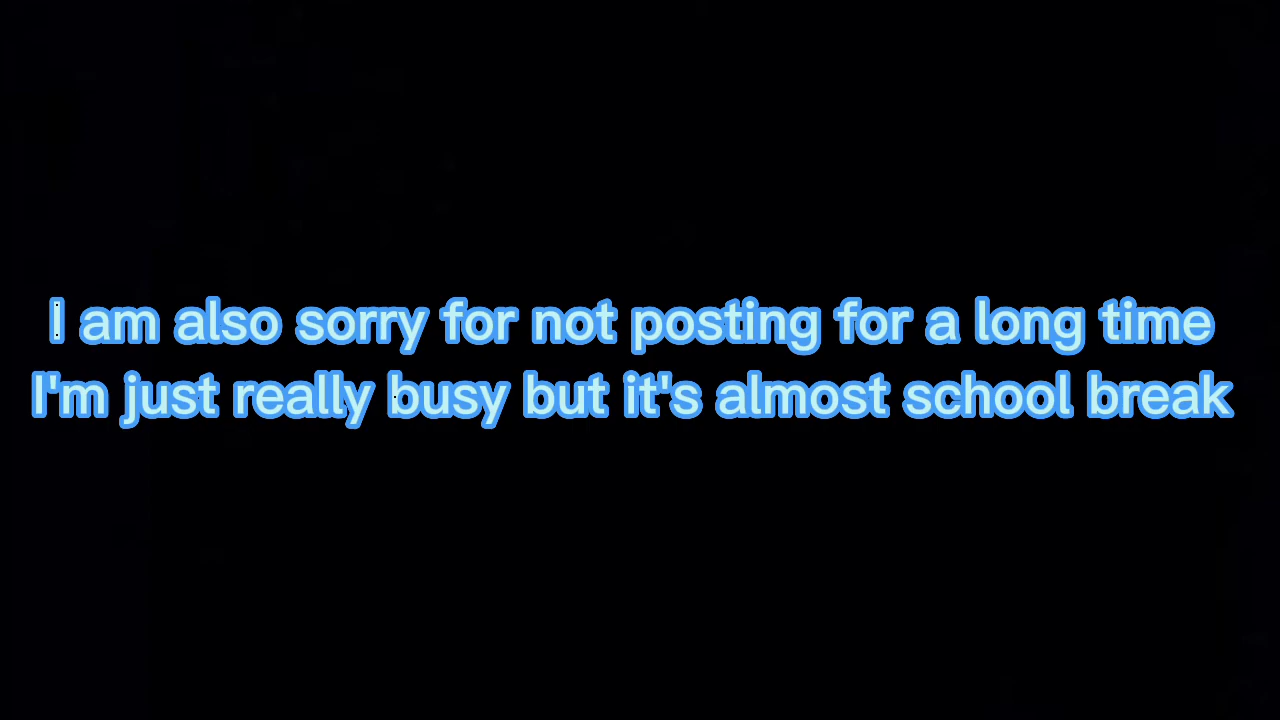 I am also sorry for not posting for a long time
I'm just really busy but it's almost school break